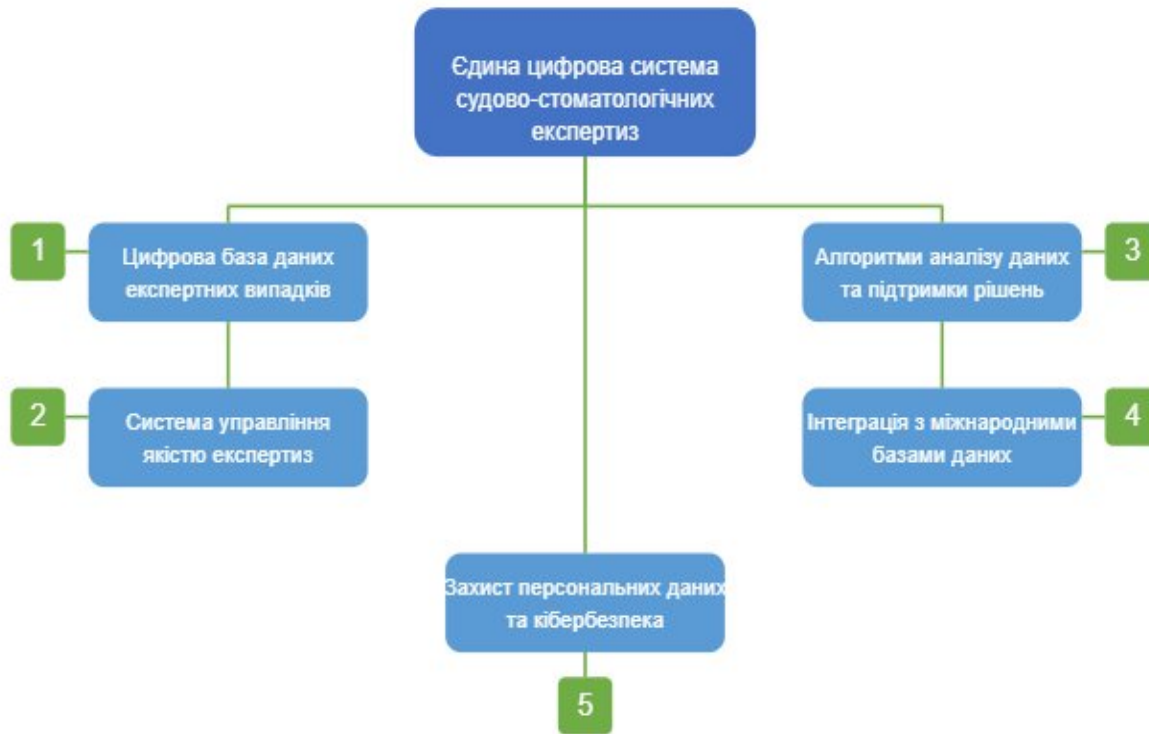 Єдина цифрова система
судово-стоматологічних
експертиз
1
Цифрова база даних
експертних випадків
2
Система управління
якістю експертиз
Алгоритми аналізу даних
та підтримки рішень
3
Інтеграція з міжнародними
базами даних
4
Захист персональних даних
та кібербезпека
5